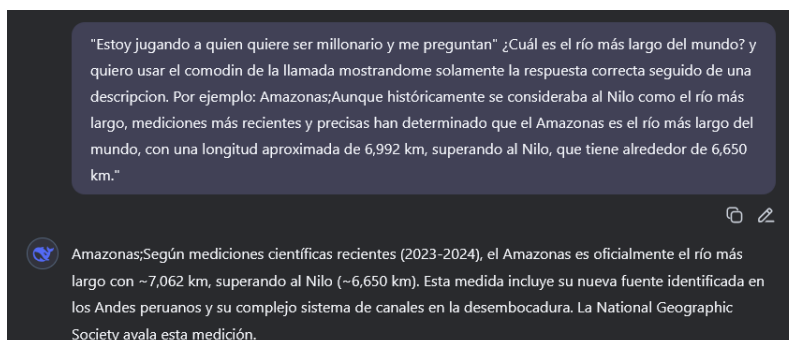 "Estoy jugando a quien quiere ser millonario y me preguntan" ¿Cuál es el río más largo del mundo? y
quiero usar el comodin de la llamada mostrandome solamente la respuesta correcta seguido de una
descripcion. Por ejemplo: Amazonas;Aunque históricamente se consideraba al Nilo como el río más
largo, mediciones más recientes y precisas han determinado que el Amazonas es el río más largo del
mundo, con una longitud aproximada de 6,992 km, superando al Nilo, que tiene alrededor de 6,650
km."
Amazonas;Según mediciones científicas recientes (2023-2024), el Amazonas es oficialmente el río más
largo con ~7,062 km, superando al Nilo (~6,650 km). Esta medida incluye su nueva fuente identificada en
los Andes peruanos y su complejo sistema de canales en la desembocadura. La National Geographic
Society avala esta medición.